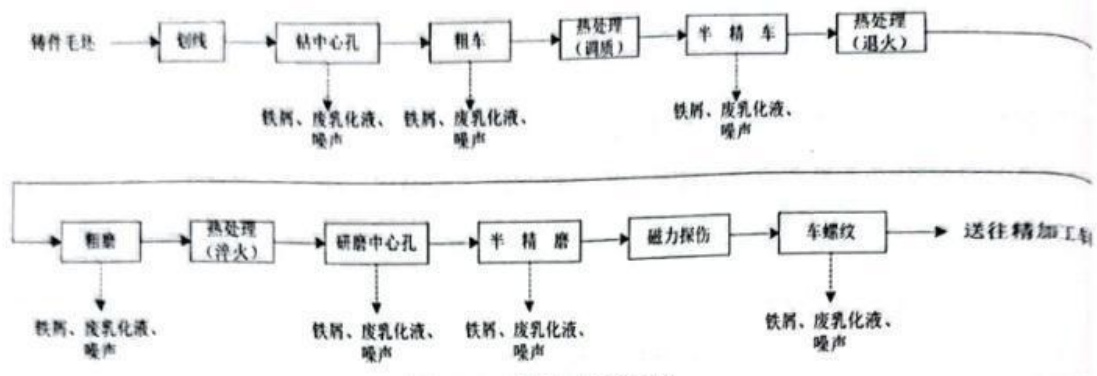 铸件毛坯
划线
钻中心孔
粗车
热处理
(调质)
半 精 车
热处理
(退火)
铁屑、废乳化液、
噪声
铁屑、废乳化液、
噪声
铁屑、废乳化液、
噪声
粗磨
热处理
(淬火)
研磨中心孔
半 精 磨
磁力探伤
车螺纹
送往精加工车
铁屑、废乳化液、
噪声
铁屑、废乳化液、
噪声
铁屑、废乳化液、
噪声
铁屑、废乳化液、
噪声